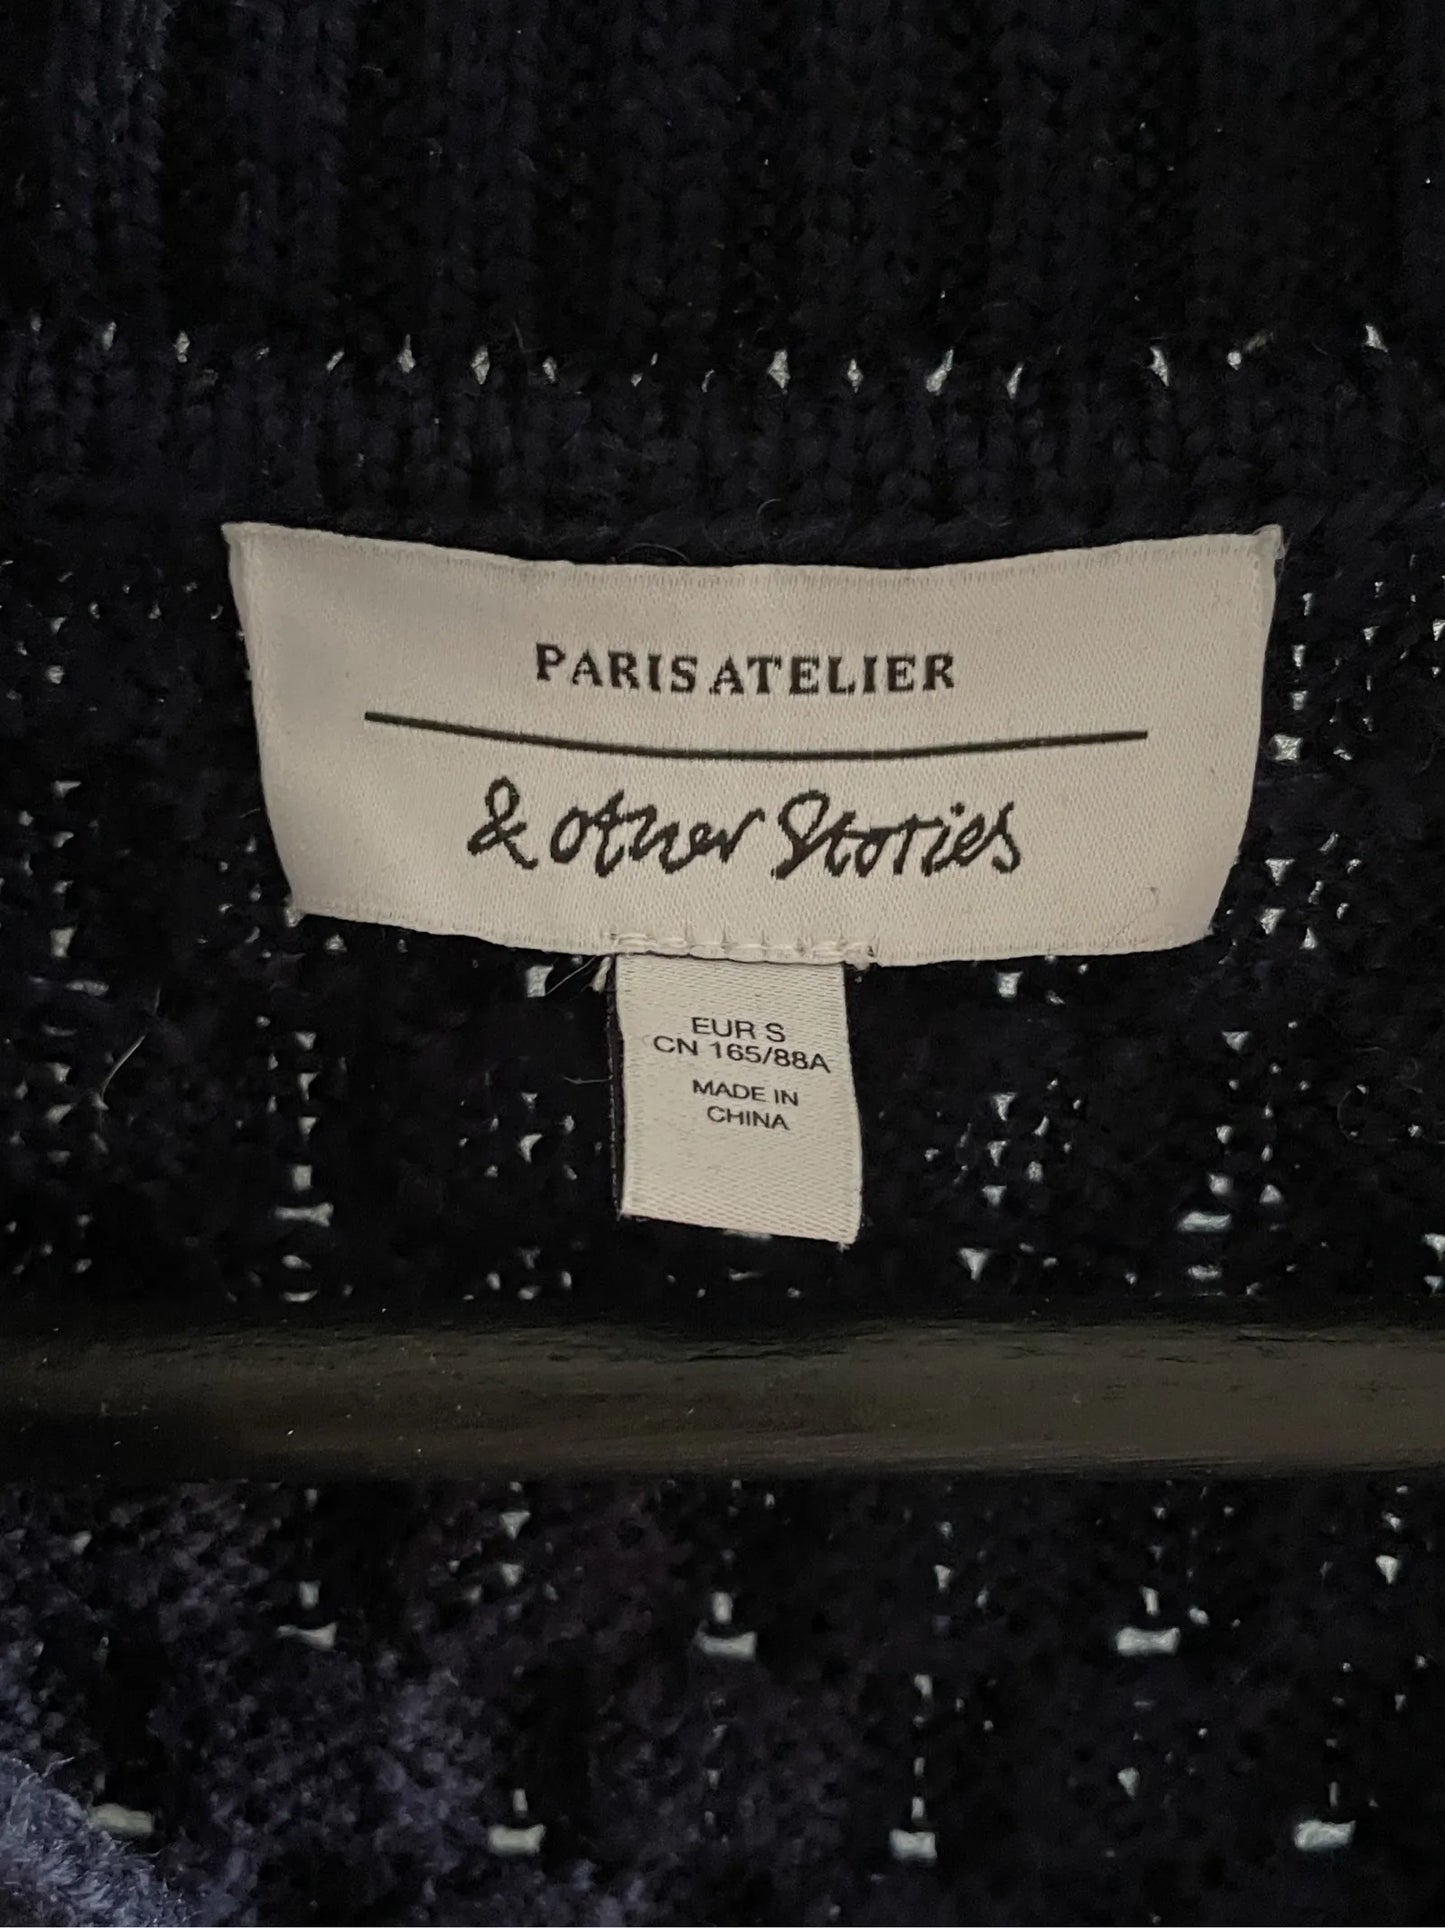 PARIS ATELIER
& other Stories
EUR S
CN 165/88A
MADE IN
CHINA